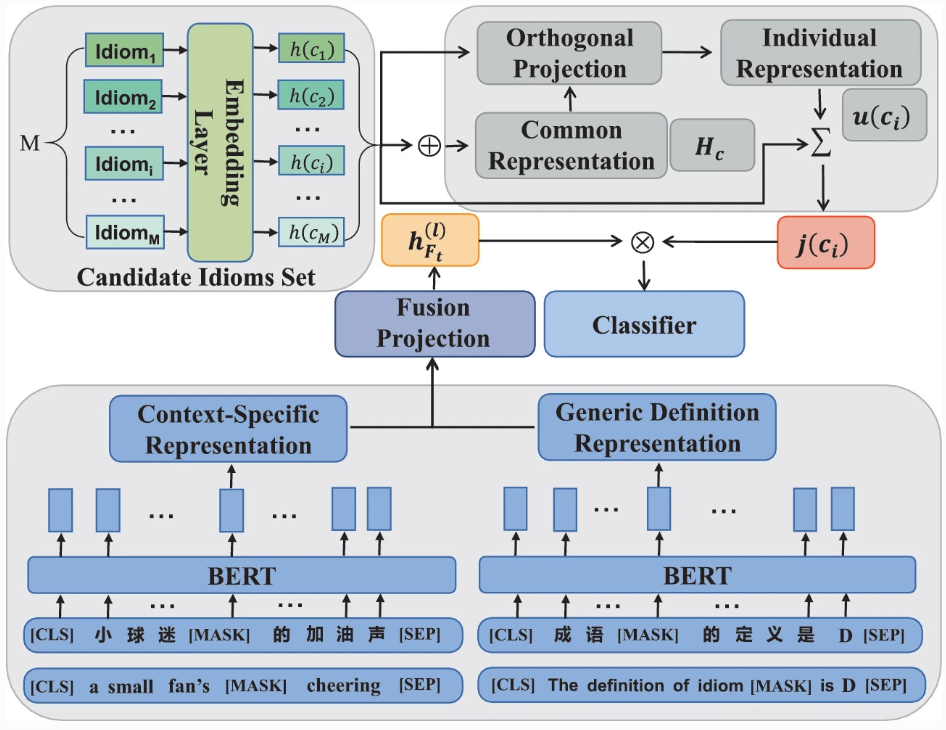 M
Idiom1
Idiom2
...
Idiomi
...
IdiomM
Embedding
Layer
h(c1)
h(c2)
...
h(ci)
...
h(cM)
Candidate Idioms Set
⊕
Orthogonal
Projection
Individual
Representation
Common
Representation
Hc
u(ci)
∑
hFt(l)
⊗
j(ci)
Fusion
Projection
Classifier
Context-Specific
Representation
...
...
BERT
...
...
[CLS] 小 球 迷 [MASK] 的 加 油 声 [SEP]
[CLS] a small fan's [MASK] cheering [SEP]
Generic Definition
Representation
...
...
BERT
...
...
[CLS] 成 语 [MASK] 的 定 义 是 D [SEP]
[CLS] The definition of idiom [MASK] is D [SEP]